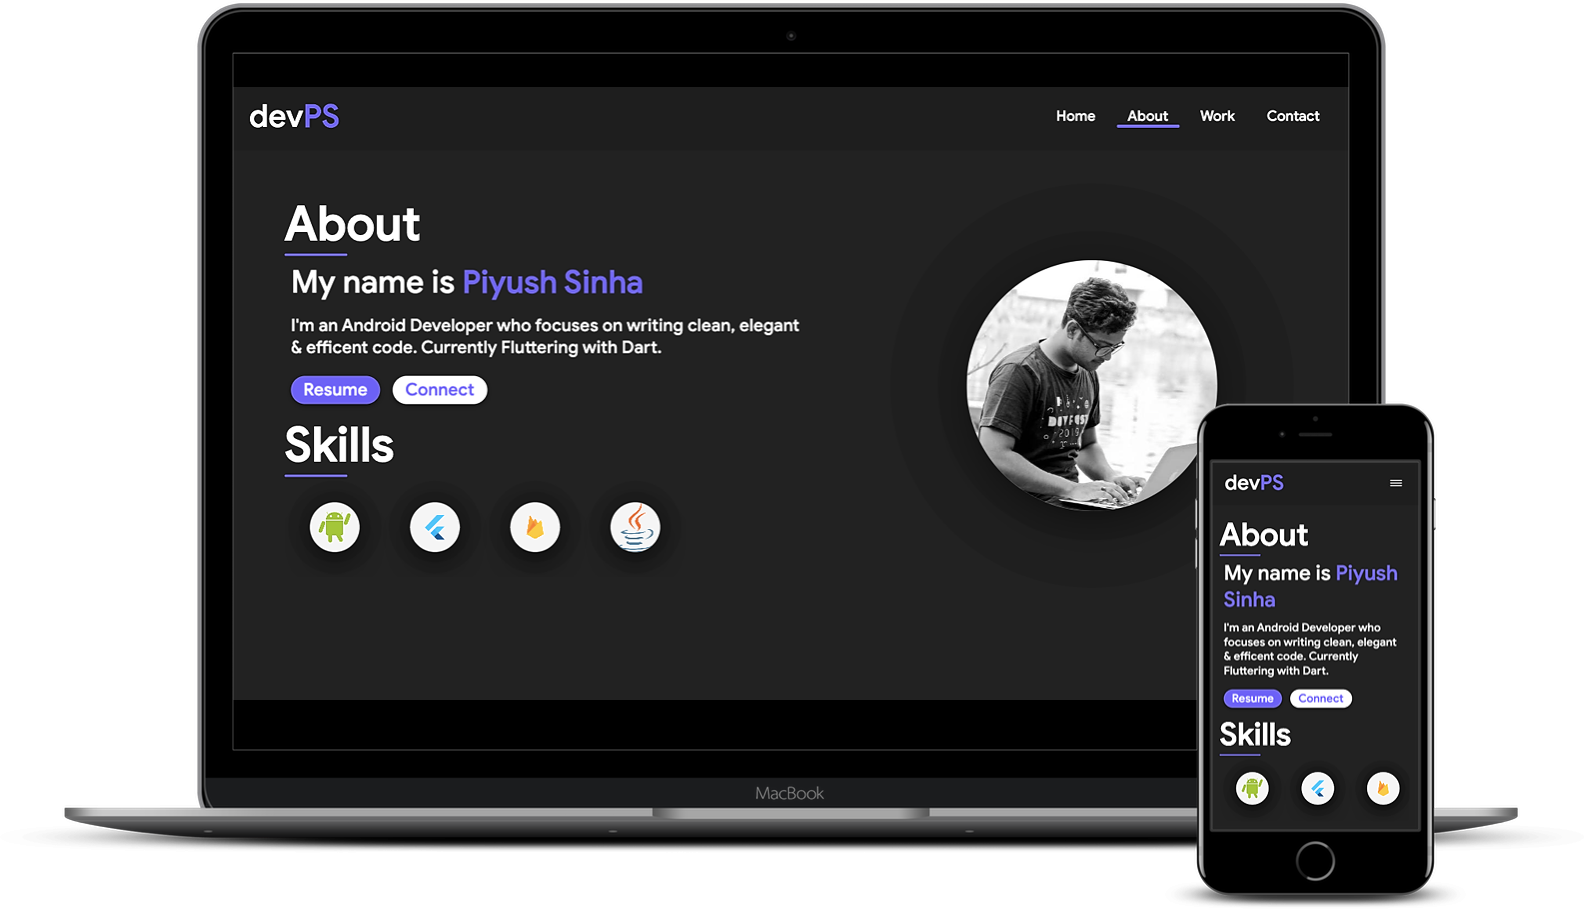 devPS
Home About Work Contact
About
My name is Piyush Sinha
I'm an Android Developer who focuses on writing clean, elegant
& efficent code. Currently Fluttering with Dart.
Resume Connect
Skills
DEVFEST
2019
MacBook
devPS
About
My name is Piyush
Sinha
I'm an Android Developer who
focuses on writing clean, elegant
& efficent code. Currently
Fluttering with Dart.
Resume Connect
Skills